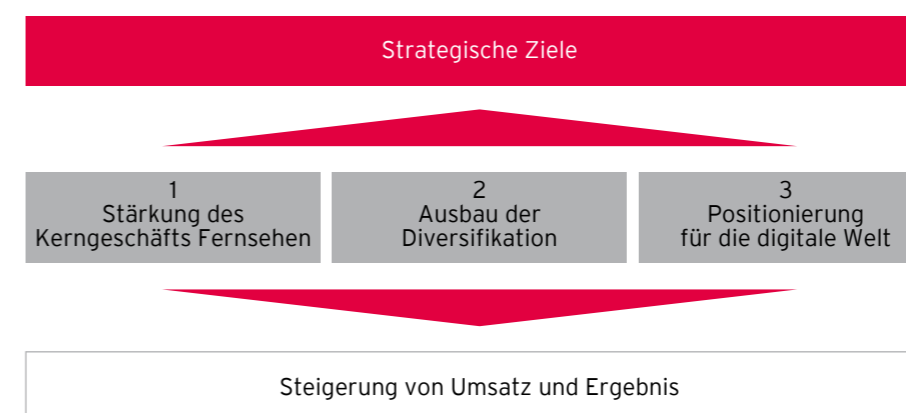 Strategische Ziele
1
Stärkung des
Kerngeschäfts Fernsehen
2
Ausbau der
Diversifikation
3
Positionierung
für die digitale Welt
Steigerung von Umsatz und Ergebnis